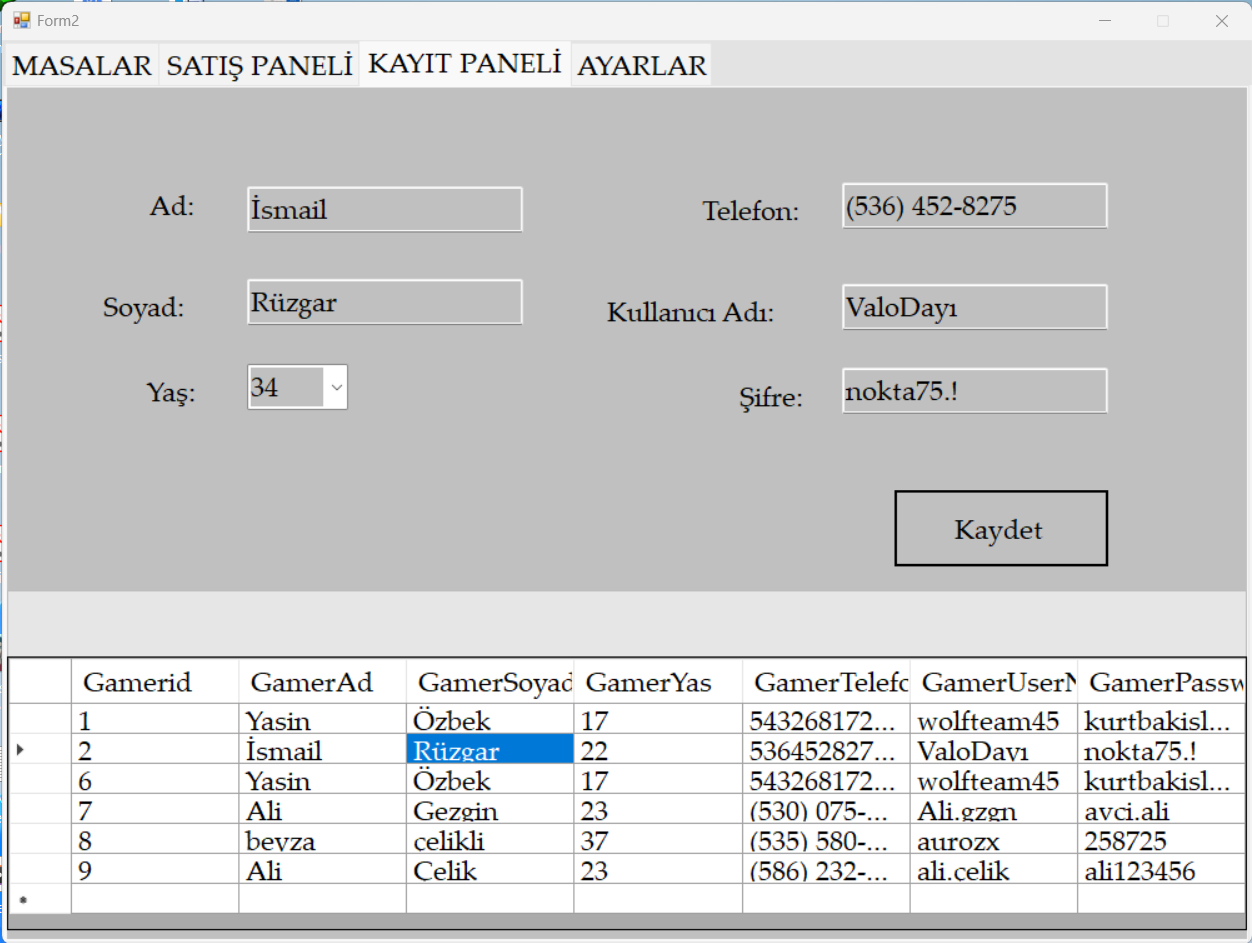 Form2
MASALAR SATIŞ PANELİ KAYIT PANELİ AYARLAR
Ad: İsmail Telefon: (536) 452-8275
Soyad: Rüzgar Kullanıcı Adı: ValoDayı
Yaş: 34 Şifre: nokta75.!
Kaydet
Gamerid GamerAd GamerSoyad GamerYas GamerTelefo GamerUserN GamerPassw
1 Yasin Özbek 17 543268172... wolfteam45 kurtbakisl...
2 İsmail Rüzgar 22 536452827... ValoDayı nokta75.!
6 Yasin Özbek 17 543268172... wolfteam45 kurtbakisl...
7 Ali Gezgin 23 (530) 075-... Ali.gzgn avci.ali
8 beyza celikli 37 (535) 580-... aurozx 258725
9 Ali Celik 23 (586) 232-... ali.celik ali123456